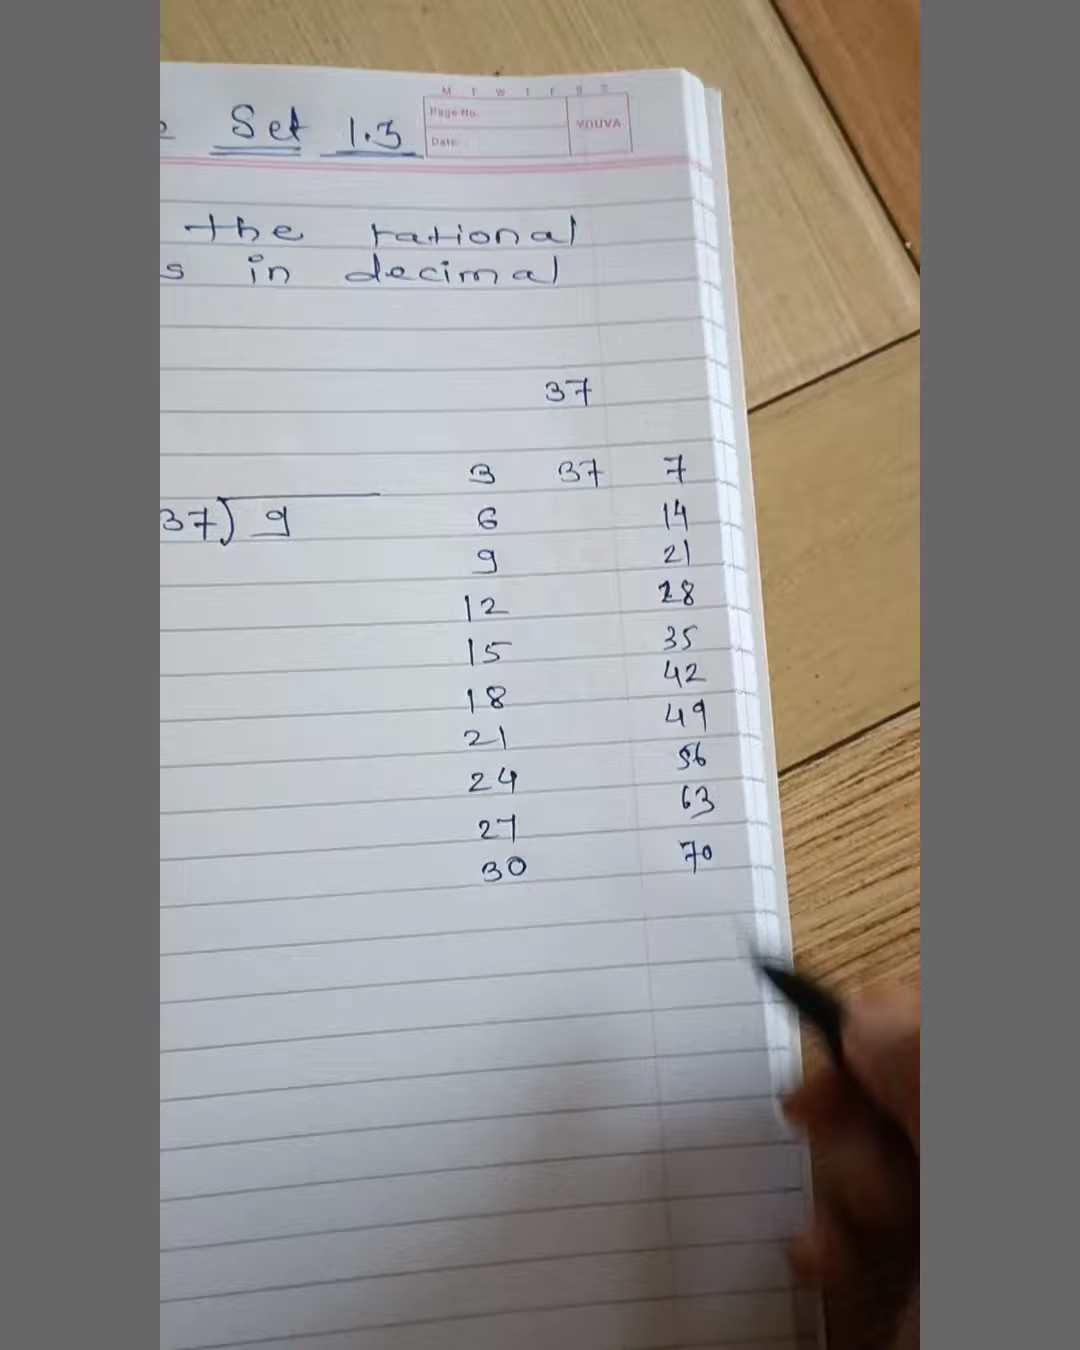 Set 1.3
M T W T F S S
Page No.
Date:
YOUVA
the rational
s in decimal
37
3 37 7
37) 9
6 14
9 21
12 28
15 35
18 42
21 49
24 56
27 63
30 70